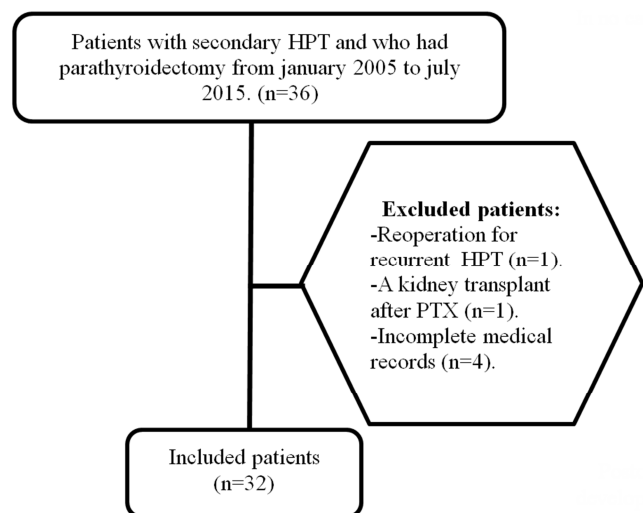 Patients with secondary HPT and who had
parathyroidectomy from january 2005 to july
2015. (n=36)
Excluded patients:
-Reoperation for
recurrent HPT (n=1).
-A kidney transplant
after PTX (n=1).
-Incomplete medical
records (n=4).
Included patients
(n=32)